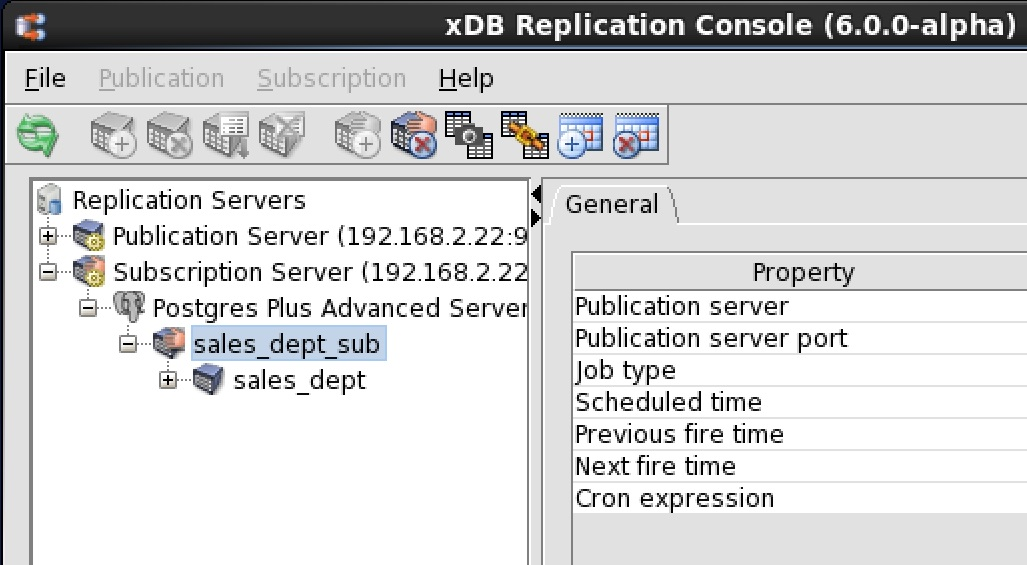 xDB Replication Console (6.0.0-alpha)
File Publication Subscription Help
Replication Servers
Publication Server (192.168.2.22:9
Subscription Server (192.168.2.22
Postgres Plus Advanced Server
sales_dept_sub
sales_dept
General
Property
Publication server
Publication server port
Job type
Scheduled time
Previous fire time
Next fire time
Cron expression